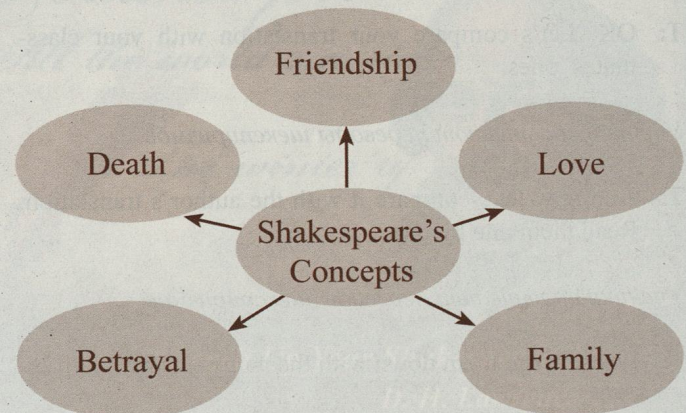 Friendship
Death
Love
Shakespeare's
Concepts
Betrayal
Family